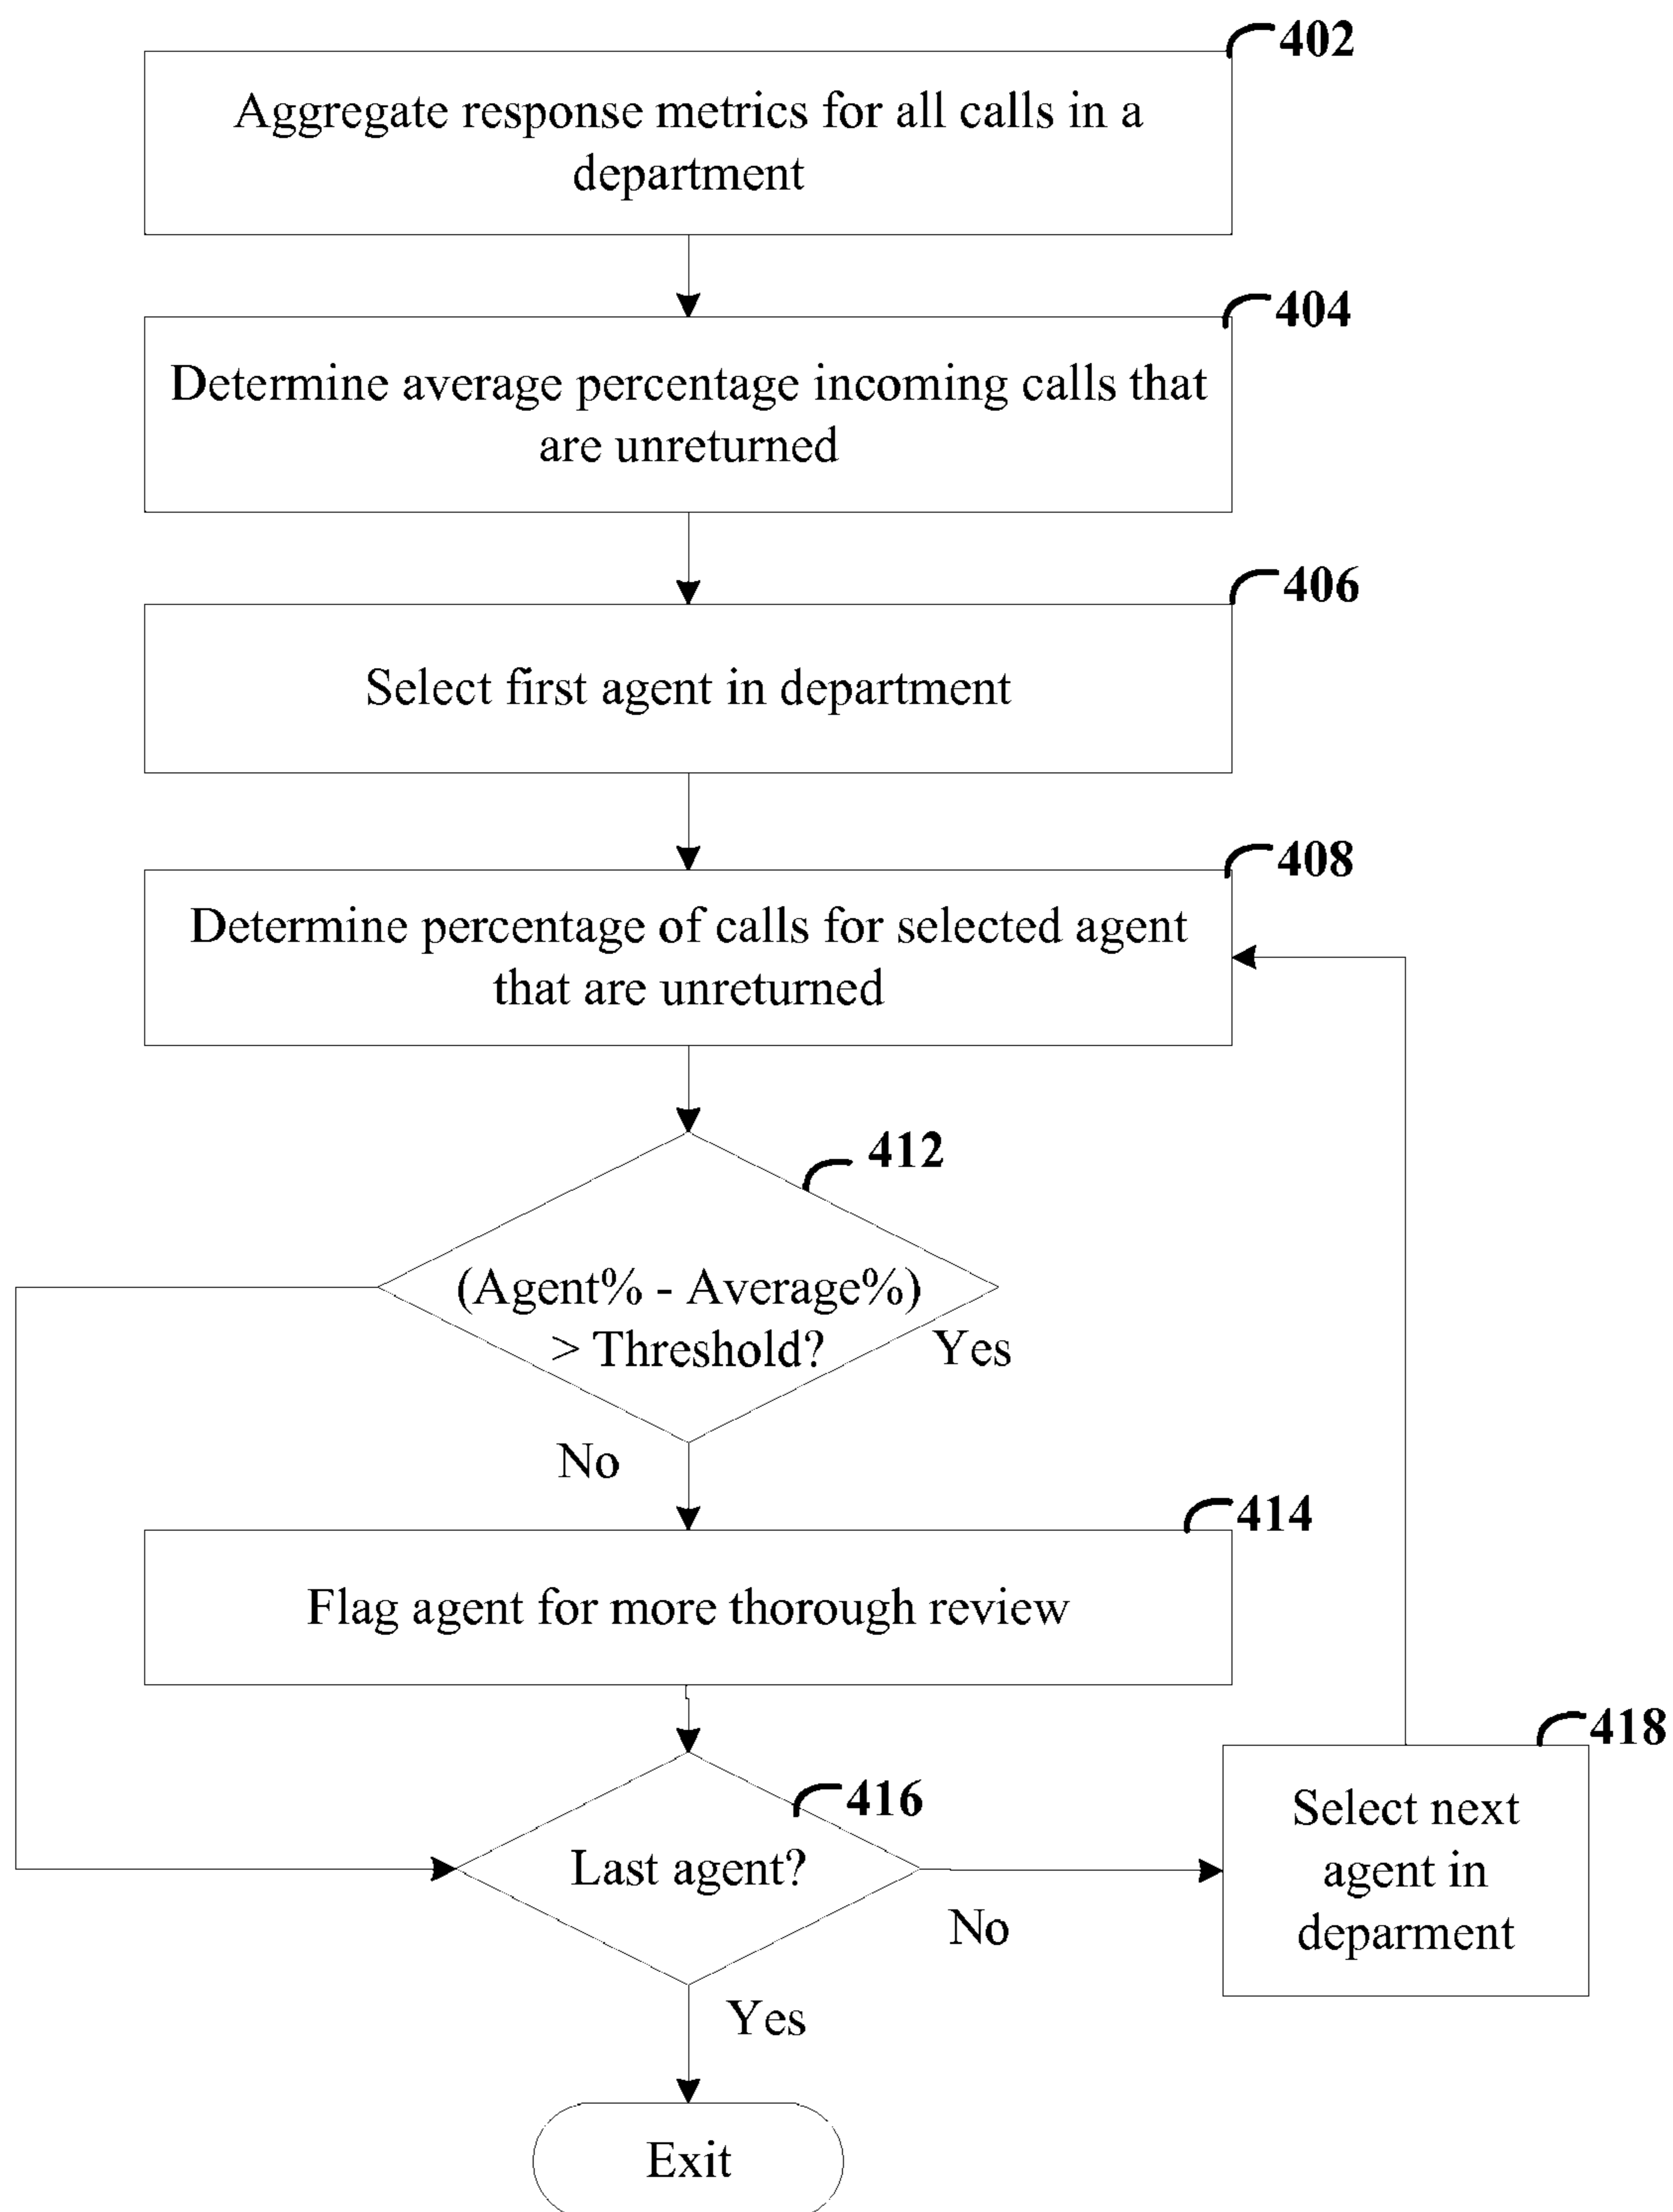 402
Aggregate response metrics for all calls in a
department
404
Determine average percentage incoming calls that
are unreturned
406
Select first agent in department
408
Determine percentage of calls for selected agent
that are unreturned
412
(Agent% - Average%)
> Threshold?
Yes
No
414
Flag agent for more thorough review
416
Last agent?
No
Yes
418
Select next
agent in
deparment
Exit